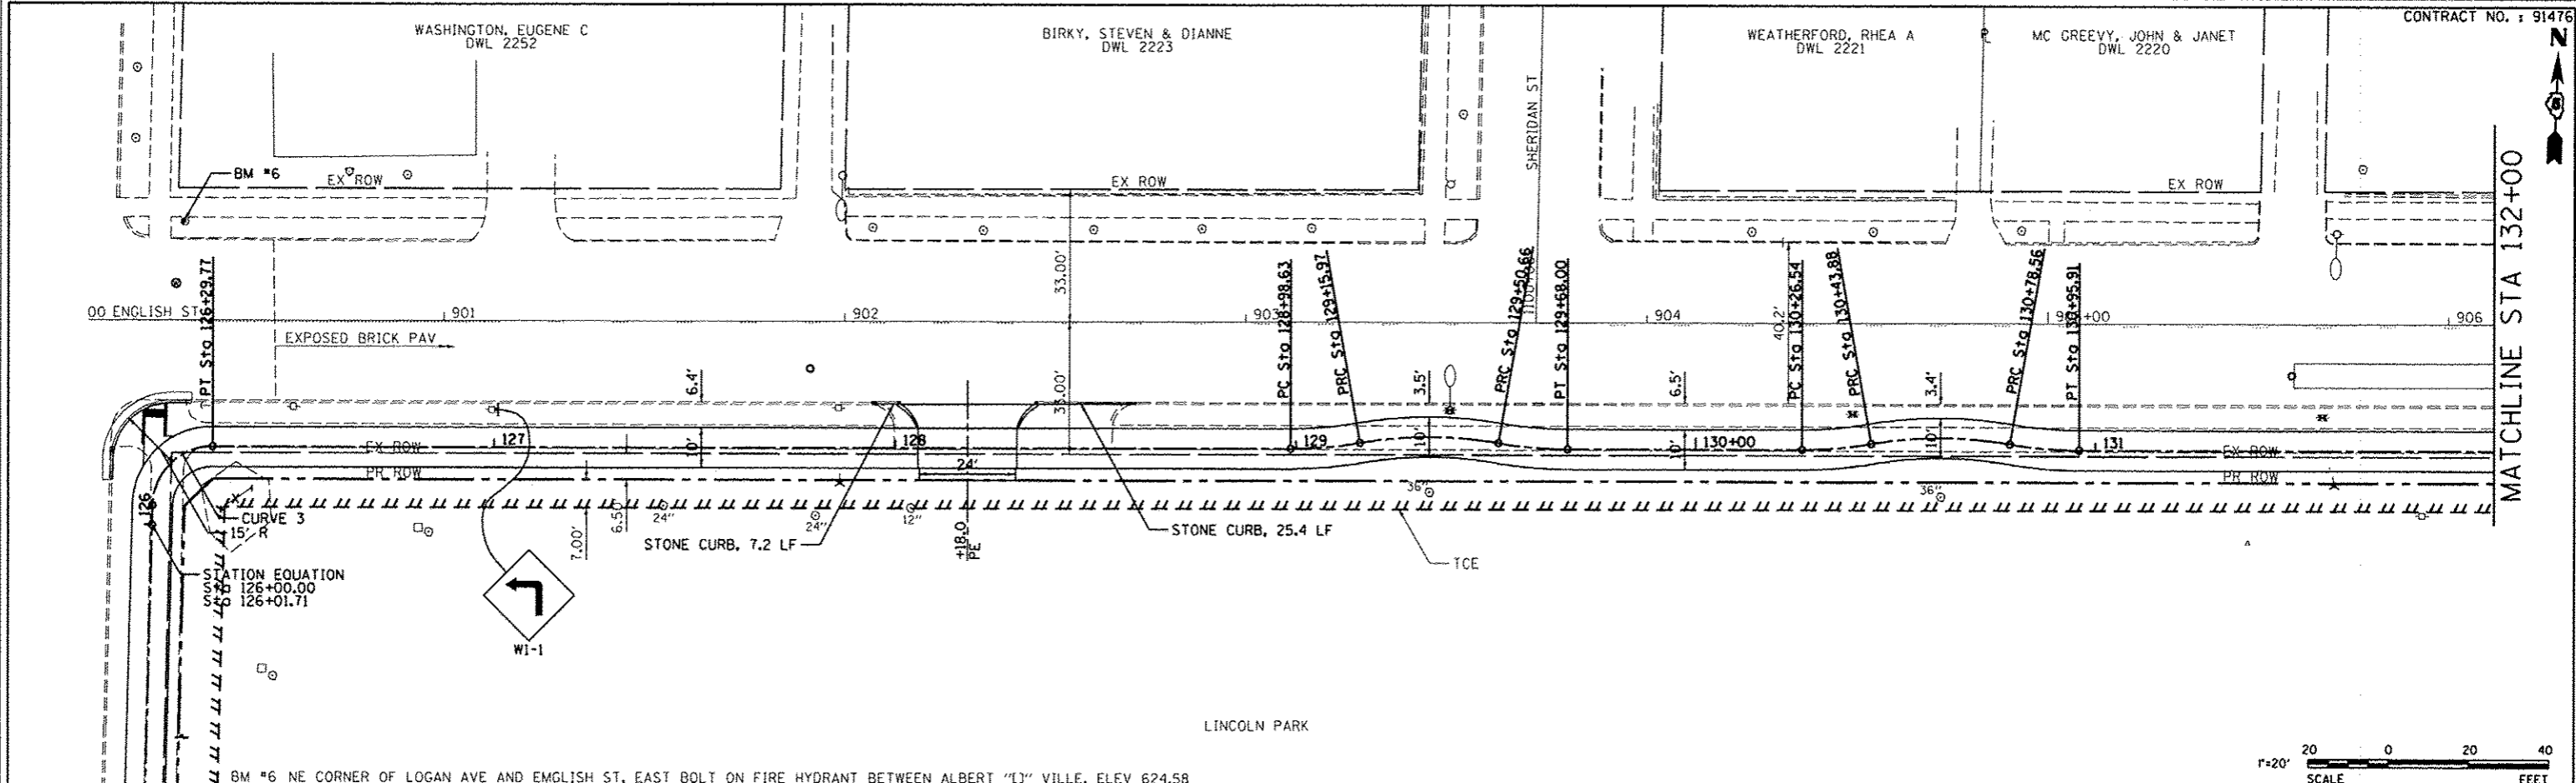 CONTRACT NO. : 91476
N
WASHINGTON, EUGENE C
DWL 2252
BIRKY, STEVEN & DIANNE
DWL 2223
WEATHERFORD, RHEA A
DWL 2221
MC GREEVY, JOHN & JANET
DWL 2220
SHERIDAN ST
BM #6
EX ROW
EX ROW
EX ROW
MATCHLINE STA 132+00
33.00'
33.00'
PT Sta 126+29.77
PC Sta 128+98.63
PRC Sta 129+15.97
PRC Sta 129+50.66
PT Sta 129+68.00
PC Sta 130+26.54
PRC Sta 130+43.88
PRC Sta 130+78.56
PT Sta 130+95.91
40.2'
00 ENGLISH ST
901
902
903
904
+00
906
EXPOSED BRICK PAV
6.4'
3.5'
6.5'
3.4'
10'
10'
10'
10'
126
127
128
129
130+00
131
EX ROW
EX ROW
PR ROW
PR ROW
24'
36"
36"
24"
24"
12"
6.50'
7.00'
+18.0
PE
CURVE 3
15' R
STONE CURB, 7.2 LF
STONE CURB, 25.4 LF
TCE
STATION EQUATION
Sta 126+00.00
Sta 126+01.71
W1-1
LINCOLN PARK
BM #6 NE CORNER OF LOGAN AVE AND EMGLISH ST, EAST BOLT ON FIRE HYDRANT BETWEEN ALBERT "[]" VILLE, ELEV 624.58
1"=20'
20 0 20 40
SCALE FEET